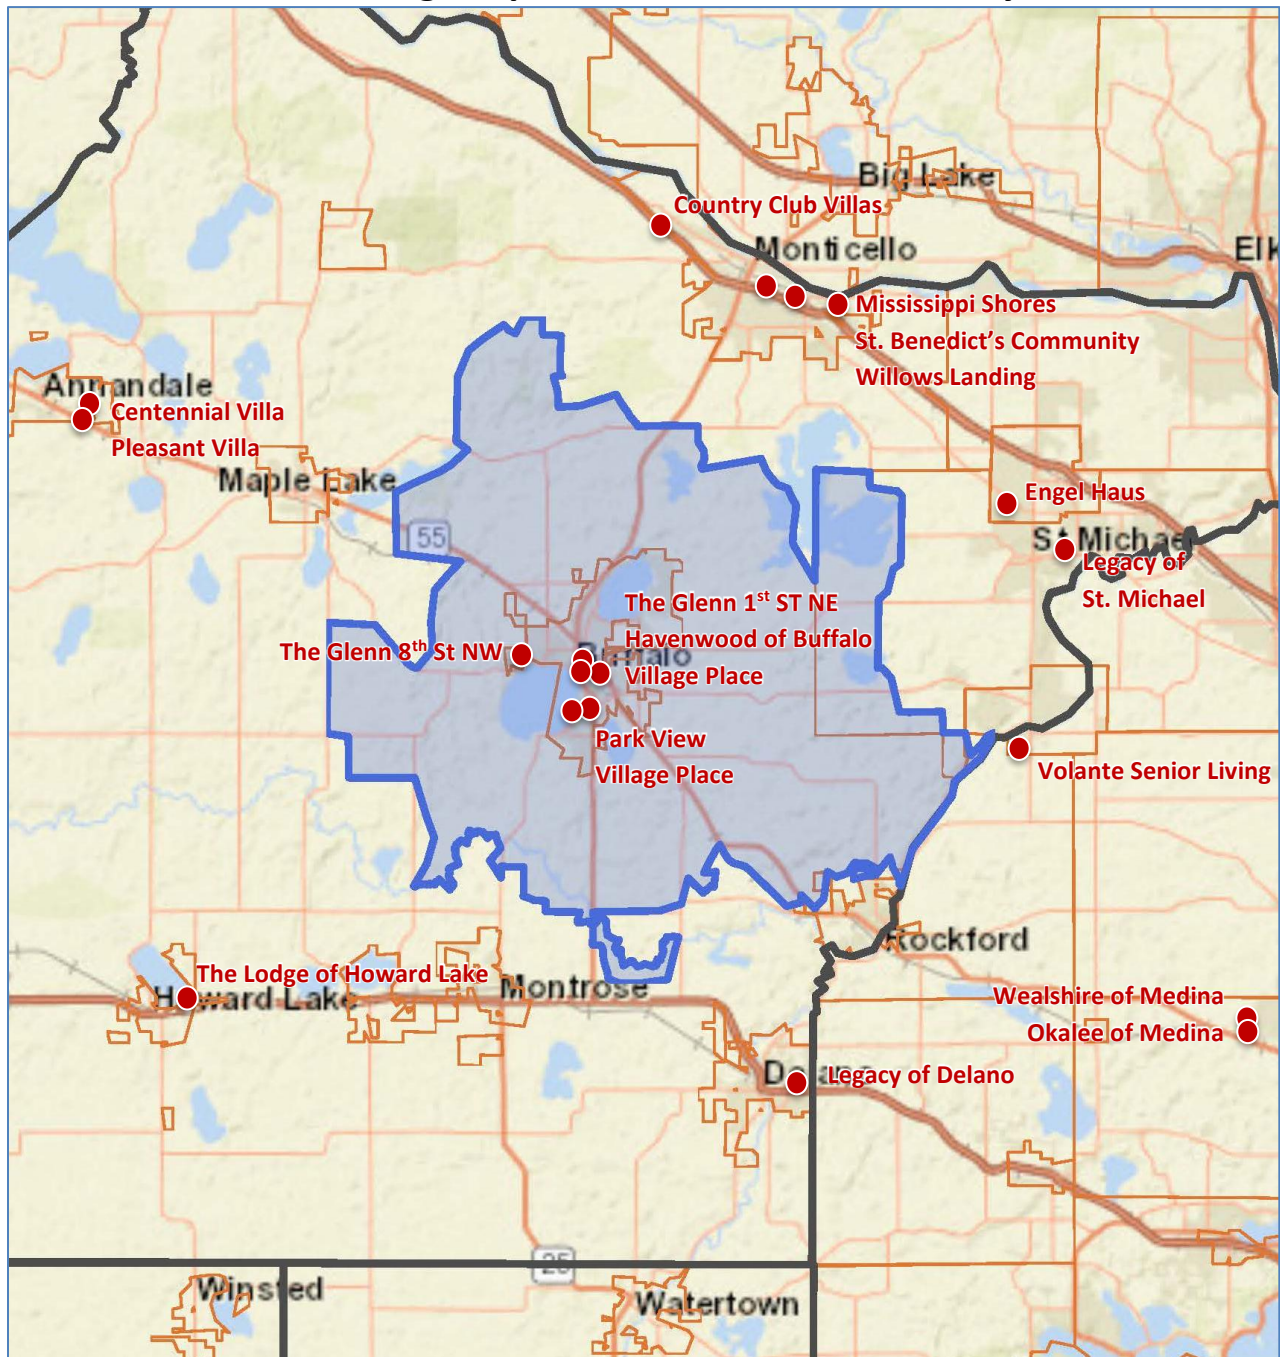 Big Lake
Country Club Villas
Monticello
Elk
Mississippi Shores
St. Benedict’s Community
Willows Landing
Annandale
Centennial Villa
Pleasant Villa
Maple Lake
Engel Haus
55
St Michael
Legacy of
St. Michael
The Glenn 1st ST NE
Havenwood of Buffalo
The Glenn 8th St NW
Buffalo
Village Place
Park View
Village Place
Volante Senior Living
Rockford
The Lodge of Howard Lake
Howard Lake
Montrose
Wealshire of Medina
Okalee of Medina
Delano
Legacy of Delano
25
Winsted
Watertown